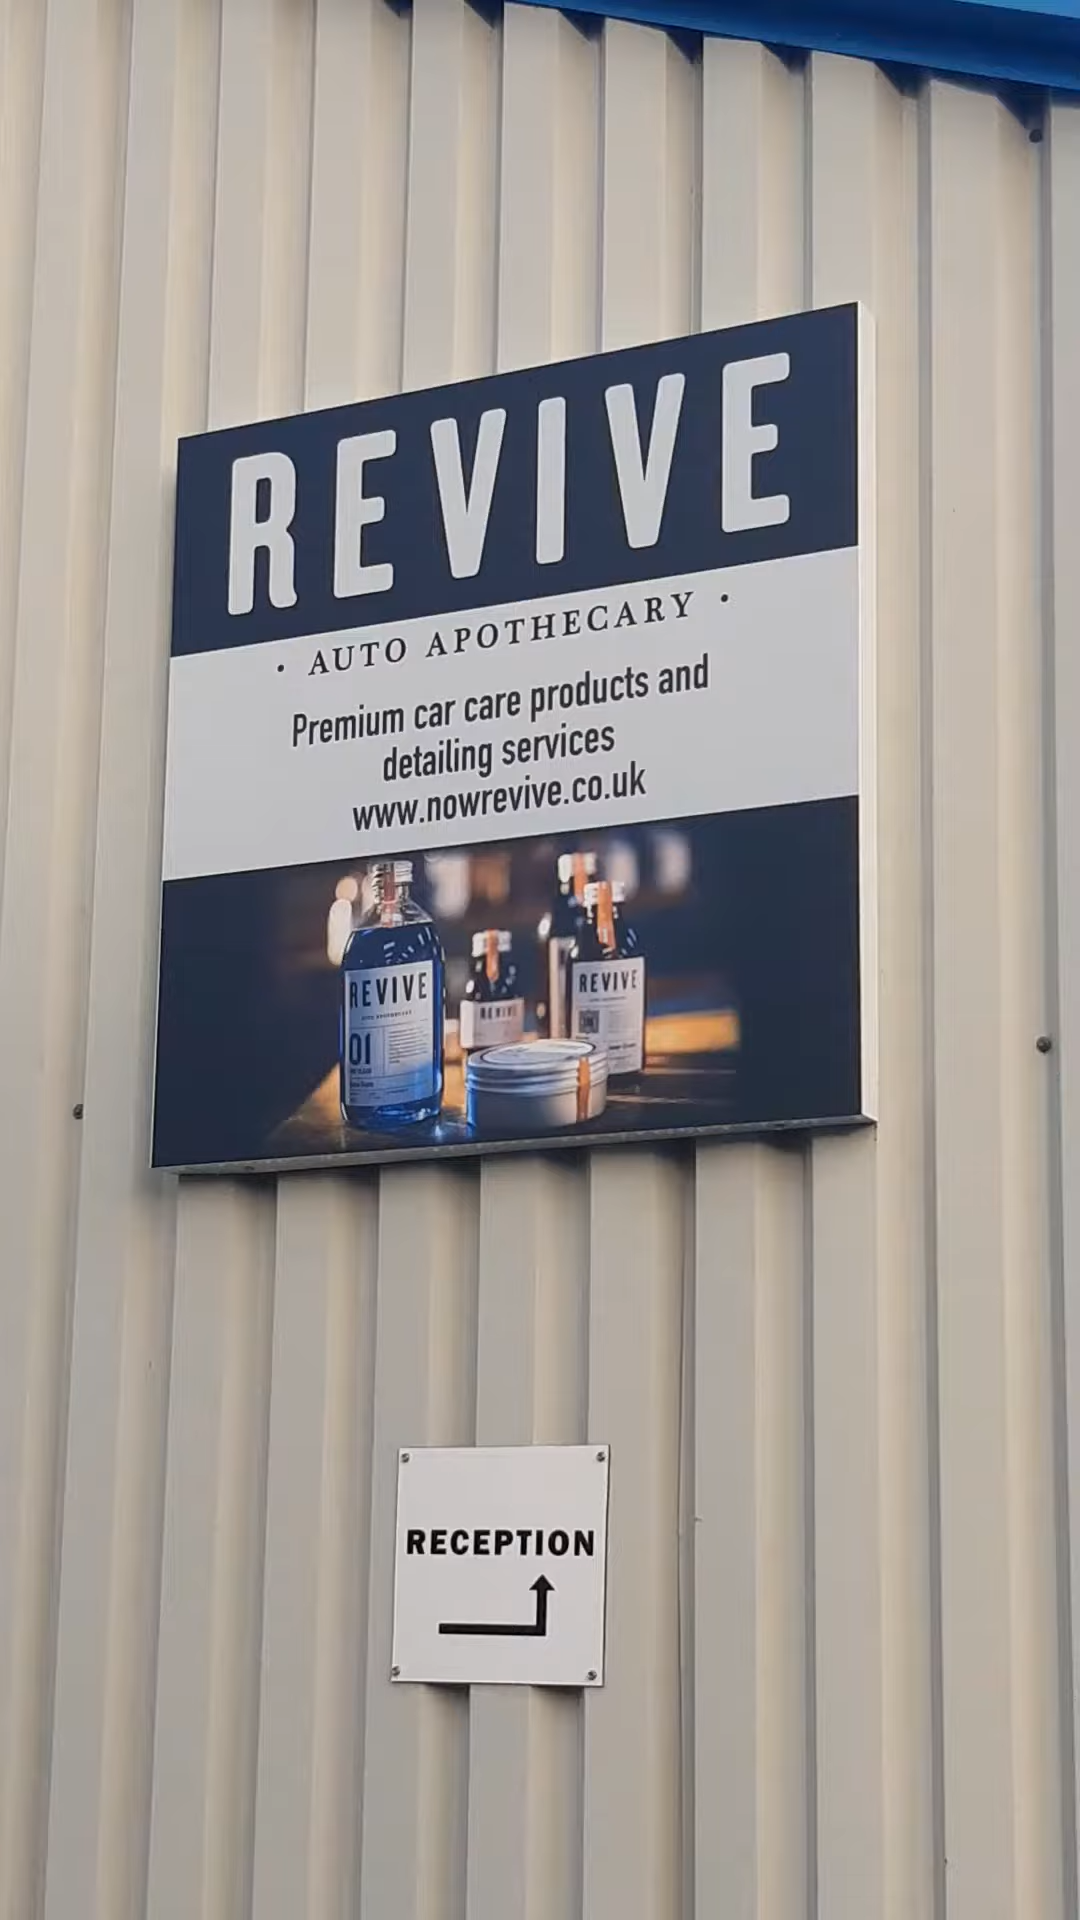 REVIVE
· AUTO APOTHECARY ·
Premium car care products and
detailing services
www.nowrevive.co.uk
REVIVE
01
REVIVE
REVIVE
RECEPTION